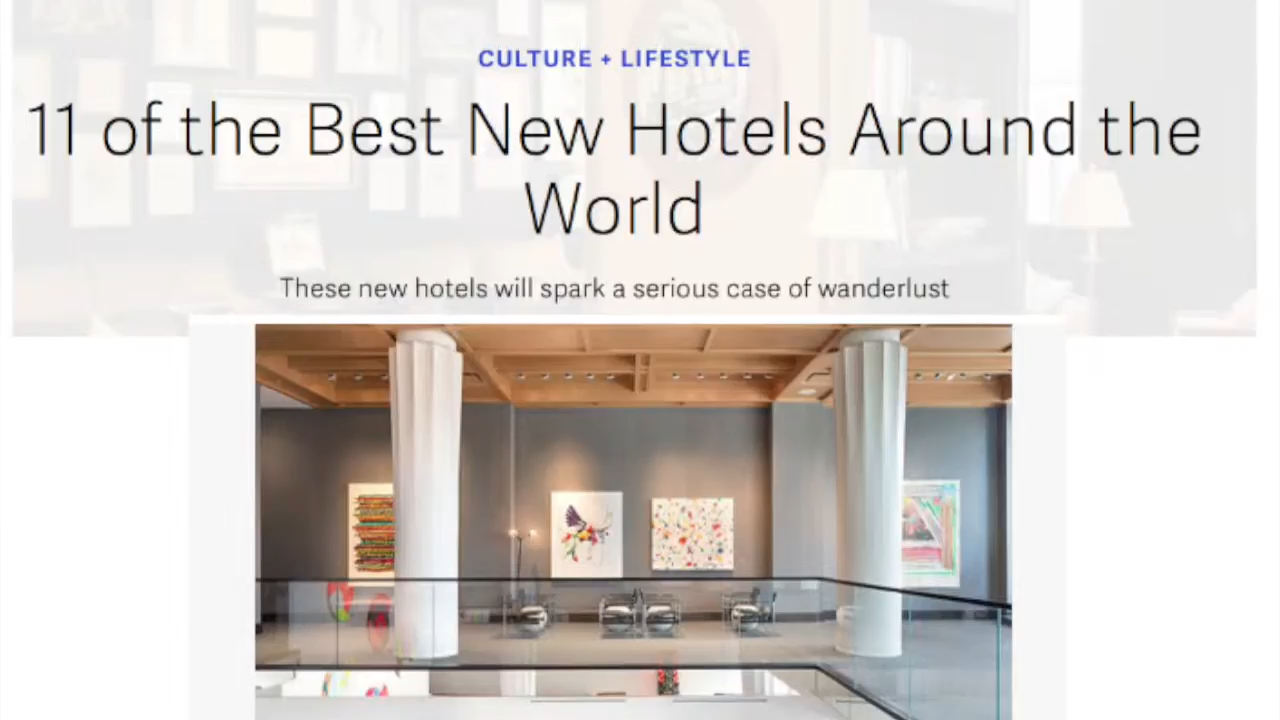 CULTURE + LIFESTYLE
11 of the Best New Hotels Around the
World
These new hotels will spark a serious case of wanderlust